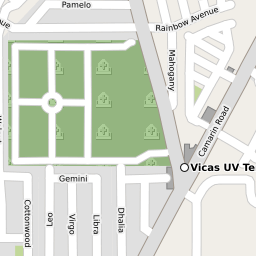 Pamelo
Rainbow Avenue
Mahogany
Camarin Road
Vicas UV Te
Gemini
Cottonwood
Leo
Virgo
Libra
Dhalia